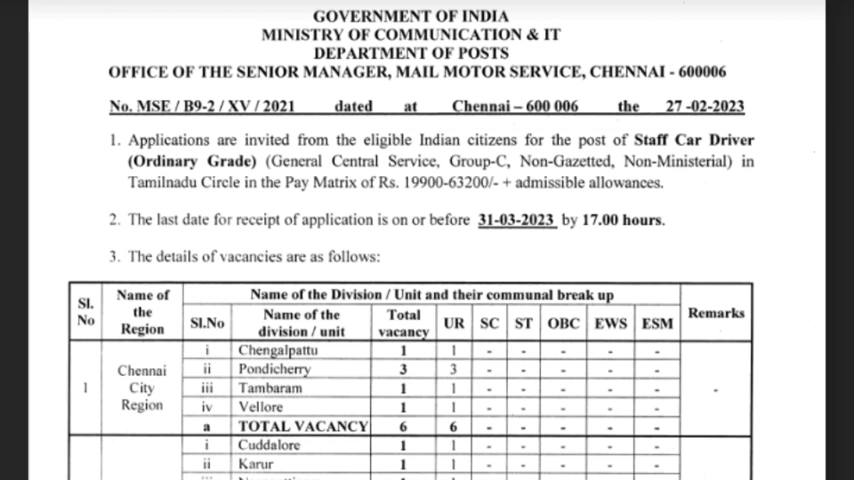 GOVERNMENT OF INDIA
MINISTRY OF COMMUNICATION & IT
DEPARTMENT OF POSTS
OFFICE OF THE SENIOR MANAGER, MAIL MOTOR SERVICE, CHENNAI - 600006
No. MSE / B9-2 / XV / 2021 dated at Chennai – 600 006 the 27 -02-2023
1. Applications are invited from the eligible Indian citizens for the post of Staff Car Driver
(Ordinary Grade) (General Central Service, Group-C, Non-Gazetted, Non-Ministerial) in
Tamilnadu Circle in the Pay Matrix of Rs. 19900-63200/- + admissible allowances.
2. The last date for receipt of application is on or before 31-03-2023 by 17.00 hours.
3. The details of vacancies are as follows:
Sl. No | Name of the Region | Name of the Division / Unit and their communal break up | Remarks
Sl.No | Name of the division / unit | Total vacancy | UR | SC | ST | OBC | EWS | ESM
1 | Chennai City Region | i | Chengalpattu | 1 | 1 | - | - | - | - | - | -
ii | Pondicherry | 3 | 3 | - | - | - | - | -
iii | Tambaram | 1 | 1 | - | - | - | - | -
iv | Vellore | 1 | 1 | - | - | - | - | -
a | TOTAL VACANCY | 6 | 6 | - | - | - | - | -
i | Cuddalore | 1 | 1 | - | - | - | - | -
ii | Karur | 1 | 1 | - | - | - | - | -